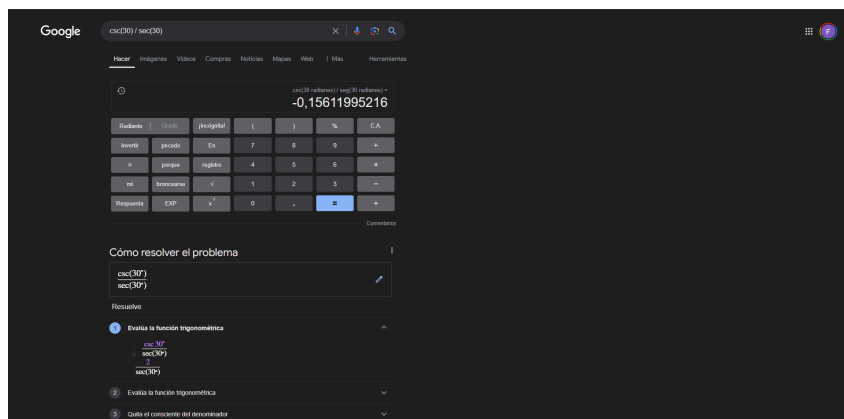 Google csc(30) / sec(30)
F
Hacer Imágenes Videos Compras Noticias Mapas Web Más Herramientas
csc(30 radianes) / seg(30 radianes) =
-0,15611995216
Radiante | Grado ¡incógnita! ( ) % C.A.
Invertir pecado En 7 8 9 ÷
π porque registro 4 5 6 ×
mi broncearse √ 1 2 3 −
Respuesta EXP xʸ 0 . = +
Comentarios
Cómo resolver el problema
csc(30°)
sec(30°)
Resuelve
1 Evalúa la función trigonométrica
csc 30°
sec(30°)
2
sec(30°)
2 Evalúa la función trigonométrica
3 Quita el consciente del denominador